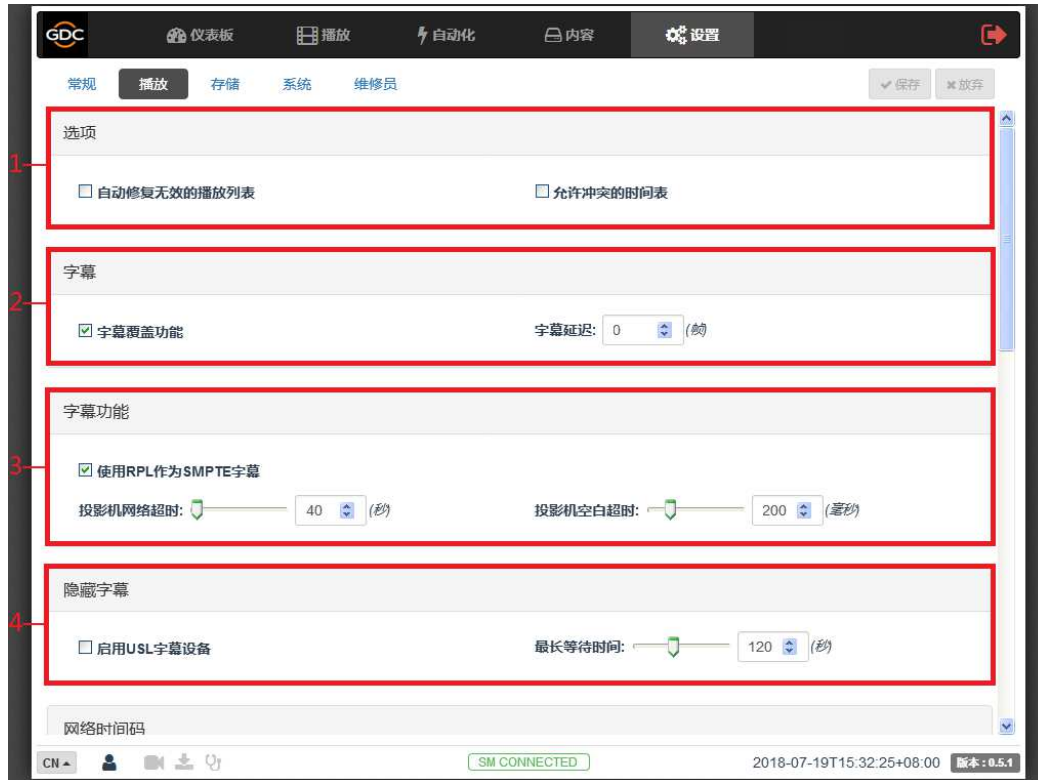 GDC 仪表板 播放 自动化 内容 设置
常规 播放 存储 系统 维修员 保存 放弃
选项
1
自动修复无效的播放列表 允许冲突的时间表
字幕
2
字幕覆盖功能 字幕延迟: 0 (帧)
字幕功能
3
使用RPL作为SMPTE字幕
投影机网络超时: 40 (秒) 投影机空白超时: 200 (毫秒)
隐藏字幕
4
启用USL字幕设备 最长等待时间: 120 (秒)
网络时间码
CN SM CONNECTED 2018-07-19T15:32:25+08:00 版本:0.5.1